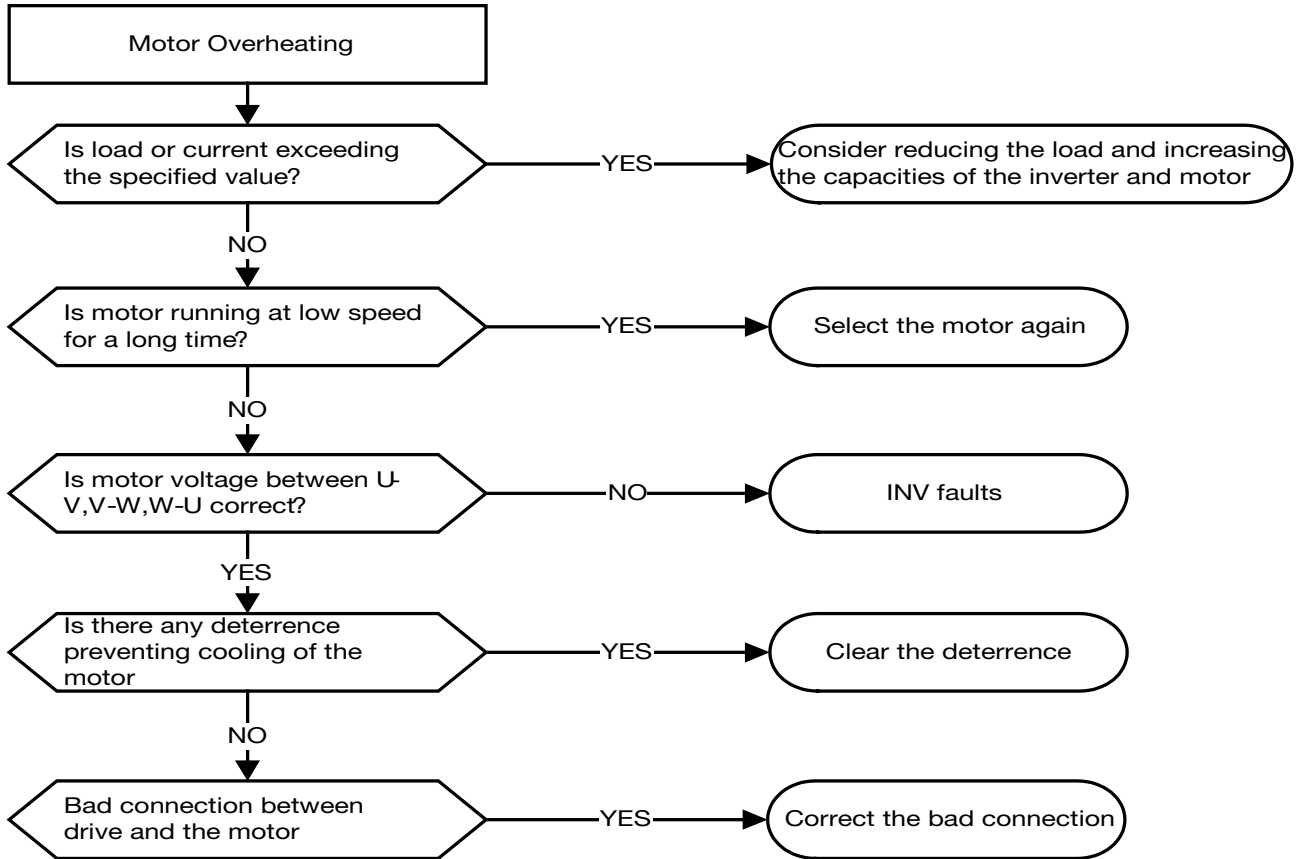 Motor Overheating
Is load or current exceeding
the specified value?
YES
Consider reducing the load and increasing
the capacities of the inverter and motor
NO
Is motor running at low speed
for a long time?
YES
Select the motor again
NO
Is motor voltage between U-
V,V-W,W-U correct?
NO
INV faults
YES
Is there any deterrence
preventing cooling of the
motor
YES
Clear the deterrence
NO
Bad connection between
drive and the motor
YES
Correct the bad connection